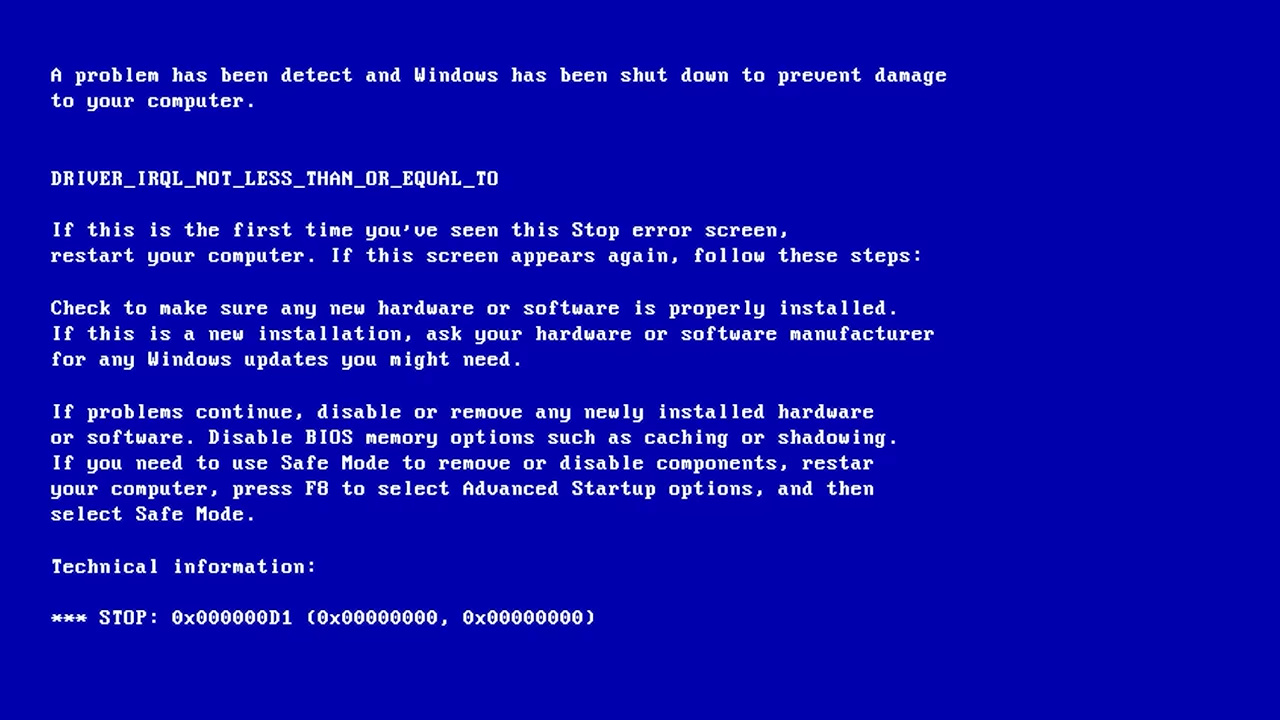 A problem has been detect and Windows has been shut down to prevent damage
to your computer.
DRIVER_IRQL_NOT_LESS_THAN_OR_EQUAL_TO
If this is the first time you've seen this Stop error screen,
restart your computer. If this screen appears again, follow these steps:
Check to make sure any new hardware or software is properly installed.
If this is a new installation, ask your hardware or software manufacturer
for any Windows updates you might need.
If problems continue, disable or remove any newly installed hardware
or software. Disable BIOS memory options such as caching or shadowing.
If you need to use Safe Mode to remove or disable components, restar
your computer, press F8 to select Advanced Startup options, and then
select Safe Mode.
Technical information:
*** STOP: 0x000000D1 (0x00000000, 0x00000000)